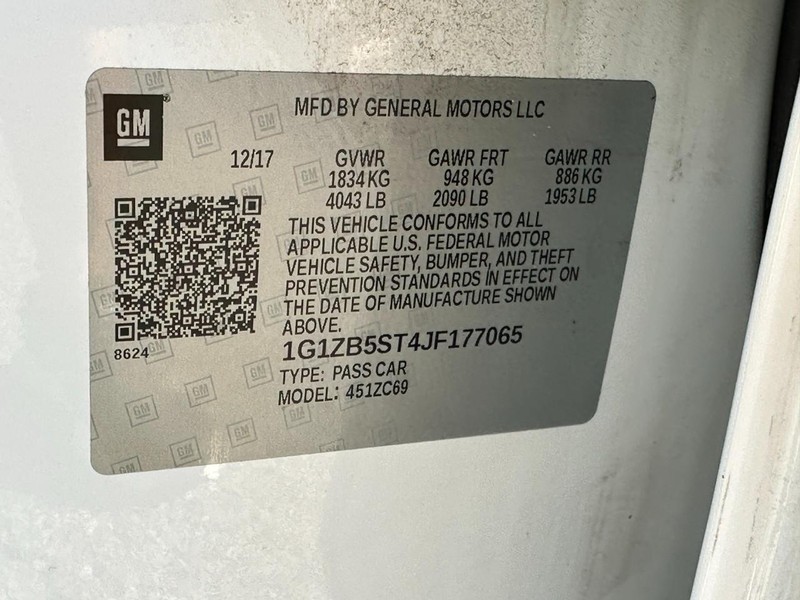 GM
MFD BY GENERAL MOTORS LLC
12/17 GVWR GAWR FRT GAWR RR
1834 KG 948 KG 886 KG
4043 LB 2090 LB 1953 LB
THIS VEHICLE CONFORMS TO ALL
APPLICABLE U.S. FEDERAL MOTOR
VEHICLE SAFETY, BUMPER, AND THEFT
PREVENTION STANDARDS IN EFFECT ON
THE DATE OF MANUFACTURE SHOWN
ABOVE.
8624
1G1ZB5ST4JF177065
TYPE: PASS CAR
MODEL: 451ZC69